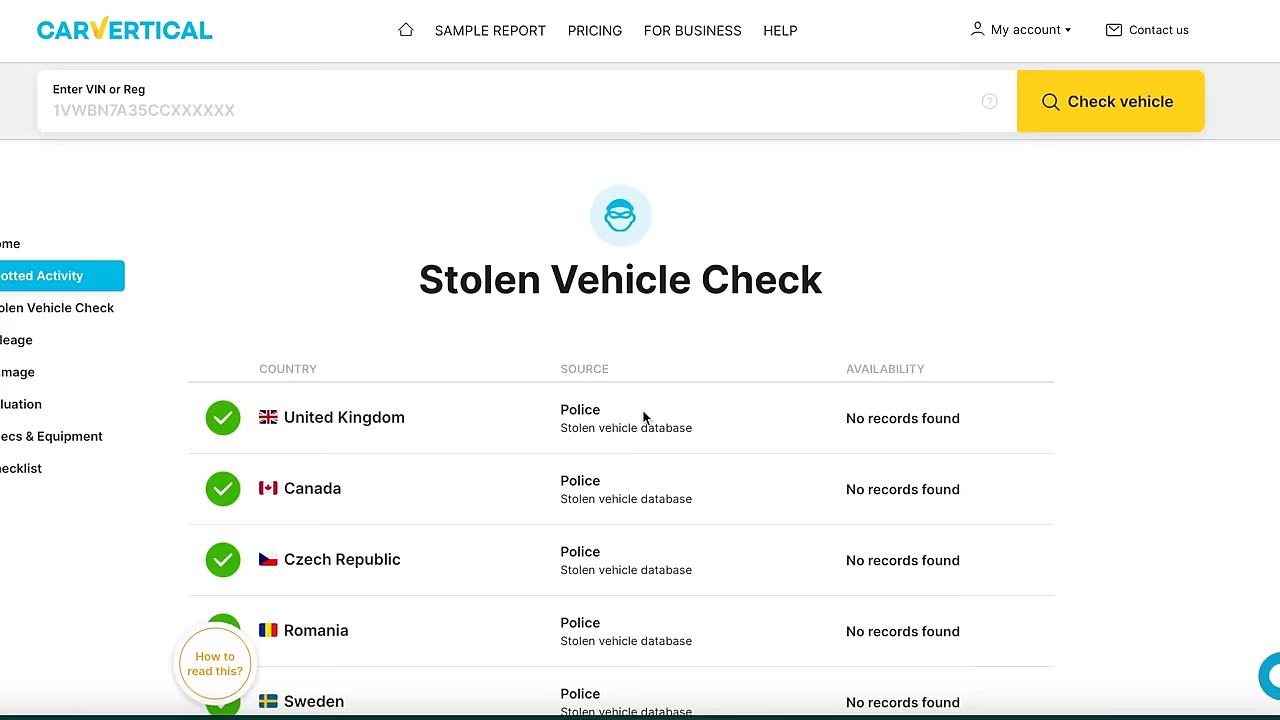 CARVERTICAL
SAMPLE REPORT
PRICING
FOR BUSINESS
HELP
My account
Contact us
Enter VIN or Reg
1VWBN7A35CCXXXXXX
?
Check vehicle
ome
otted Activity
olen Vehicle Check
leage
mage
luation
ecs & Equipment
hecklist
Stolen Vehicle Check
COUNTRY SOURCE AVAILABILITY
United Kingdom
Police
Stolen vehicle database
No records found
Canada
Police
Stolen vehicle database
No records found
Czech Republic
Police
Stolen vehicle database
No records found
Romania
Police
Stolen vehicle database
No records found
Sweden
Police
Stolen vehicle database
No records found
How to
read this?